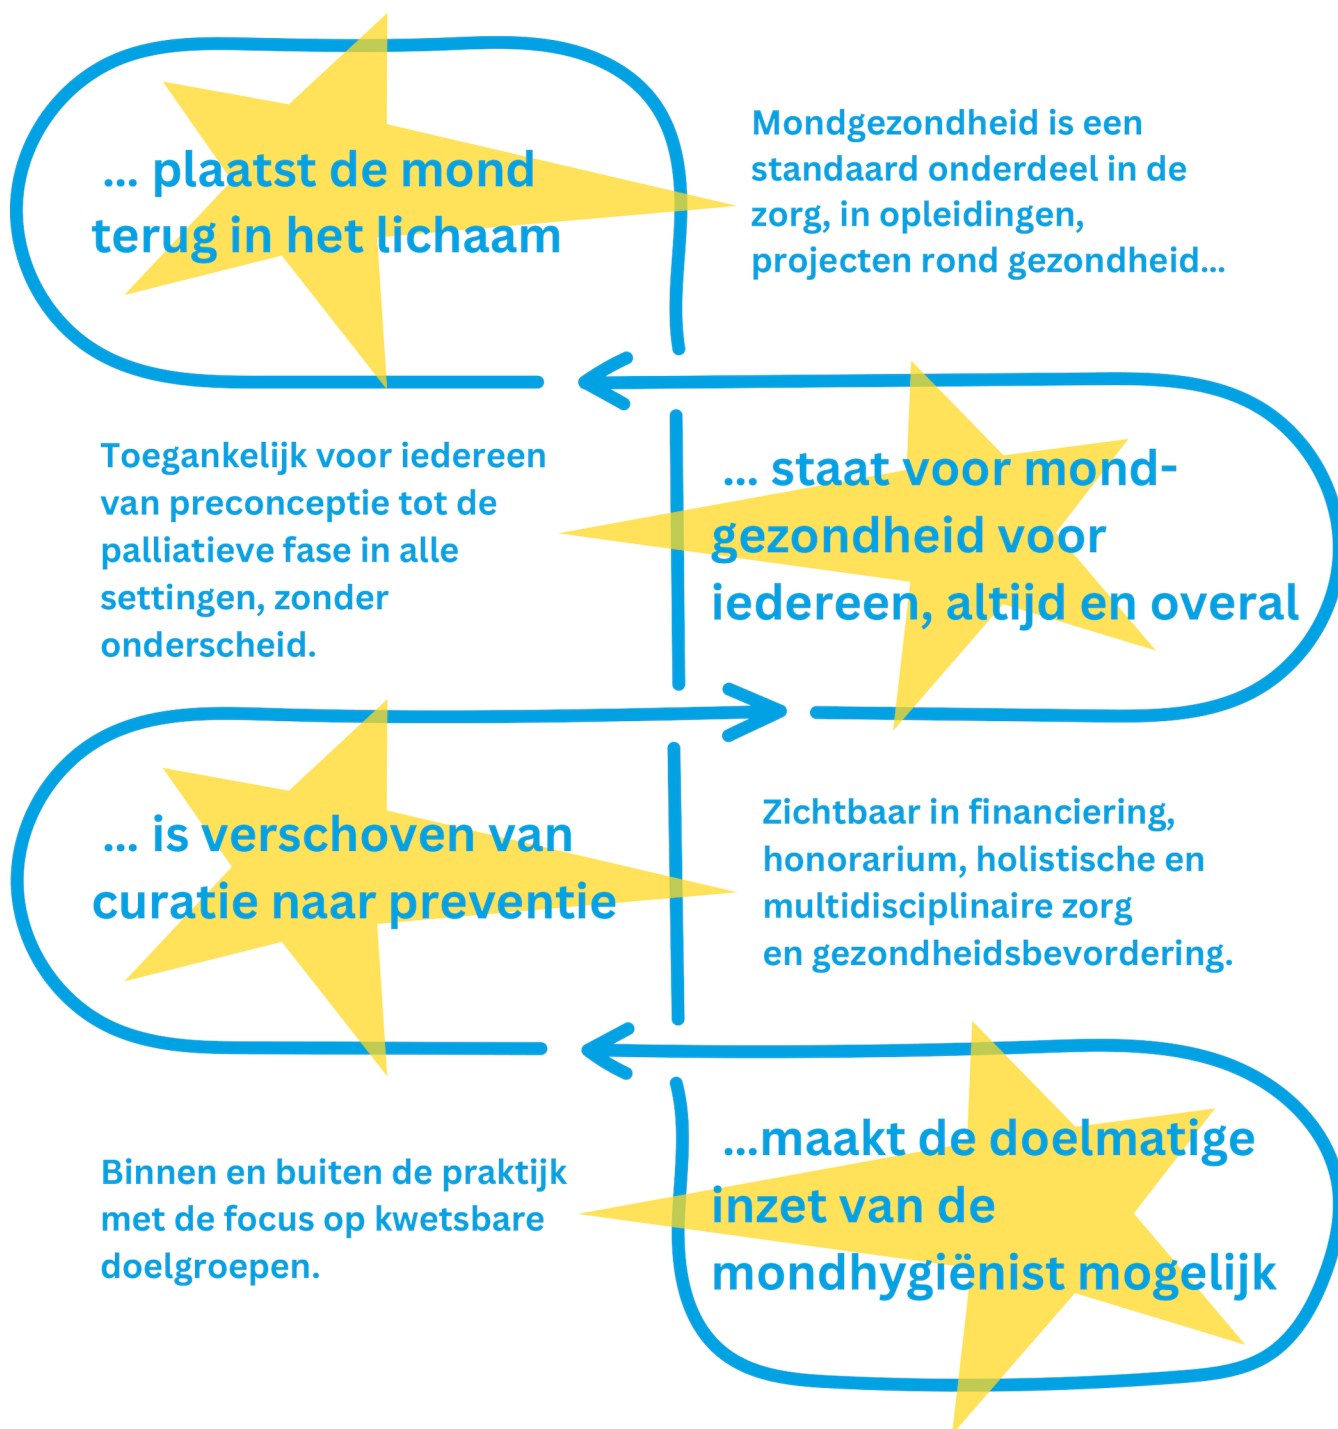 ... plaatst de mond
terug in het lichaam
Mondgezondheid is een
standaard onderdeel in de
zorg, in opleidingen,
projecten rond gezondheid...
... staat voor mond-
gezondheid voor
iedereen, altijd en overal
Toegankelijk voor iedereen
van preconceptie tot de
palliatieve fase in alle
settingen, zonder
onderscheid.
... is verschoven van
curatie naar preventie
Zichtbaar in financiering,
honorarium, holistische en
multidisciplinaire zorg
en gezondheidsbevordering.
...maakt de doelmatige
inzet van de
mondhygiënist mogelijk
Binnen en buiten de praktijk
met de focus op kwetsbare
doelgroepen.